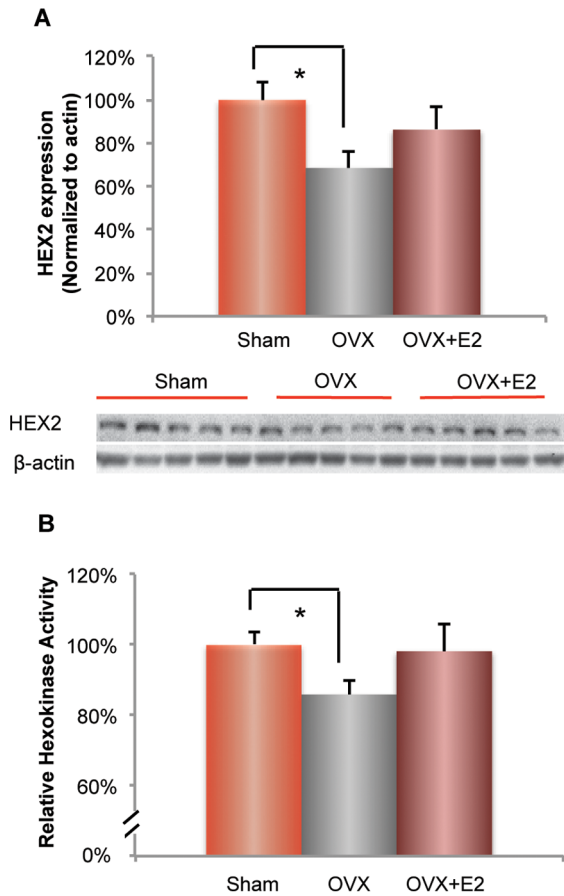 A
HEX2 expression
(Normalized to actin)
120%
100%
80%
60%
40%
20%
0%
*
Sham OVX OVX+E2
Sham OVX OVX+E2
HEX2
β-actin
B
Relative Hexokinase Activity
120%
100%
80%
60%
0%
*
Sham OVX OVX+E2